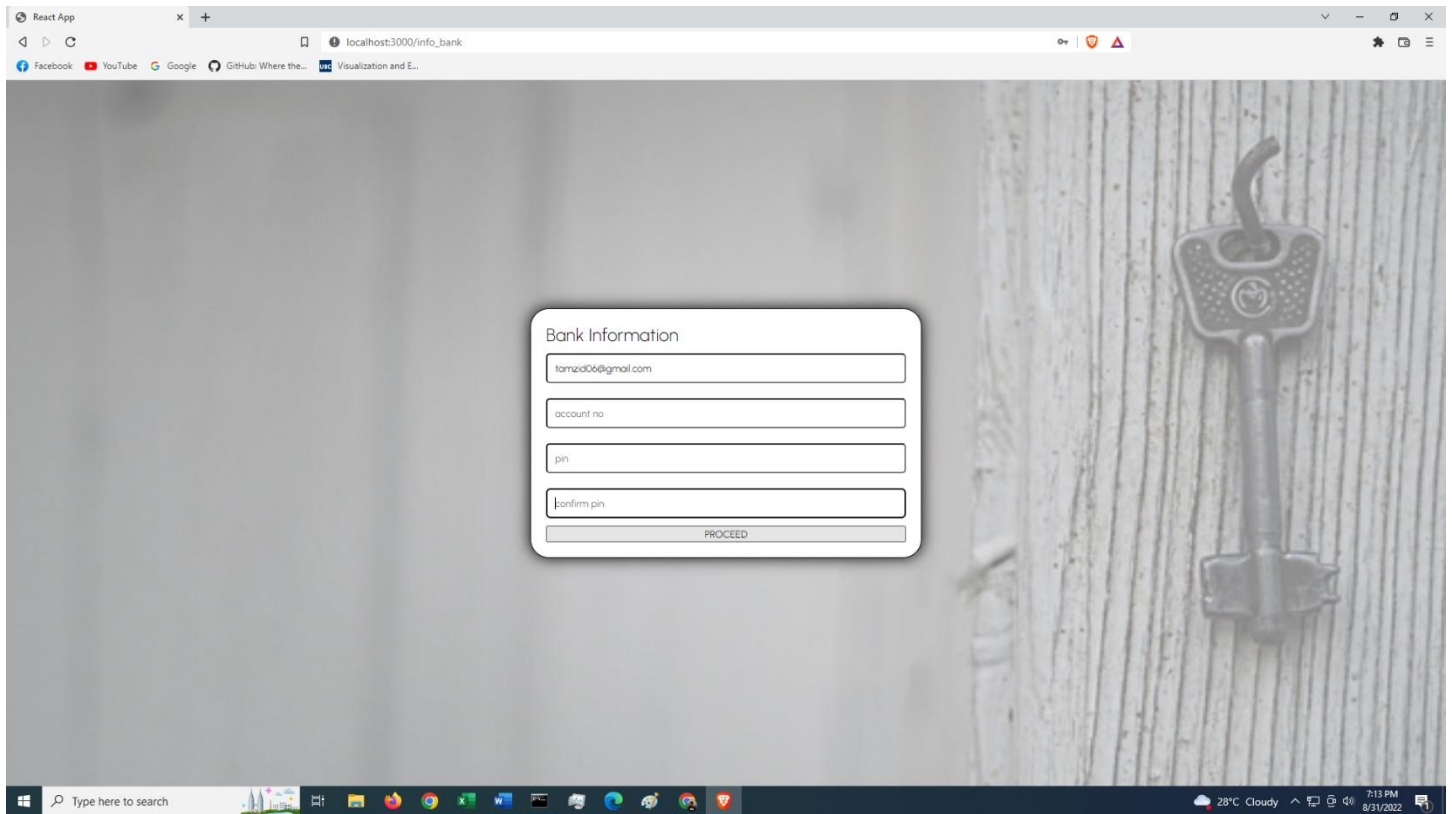 React App
localhost:3000/info_bank
Facebook YouTube Google GitHub: Where the... UBC Visualization and E...
Bank Information
tamzid06@gmail.com
account no
pin
confirm pin
PROCEED
Type here to search
28°C Cloudy
7:13 PM
8/31/2022